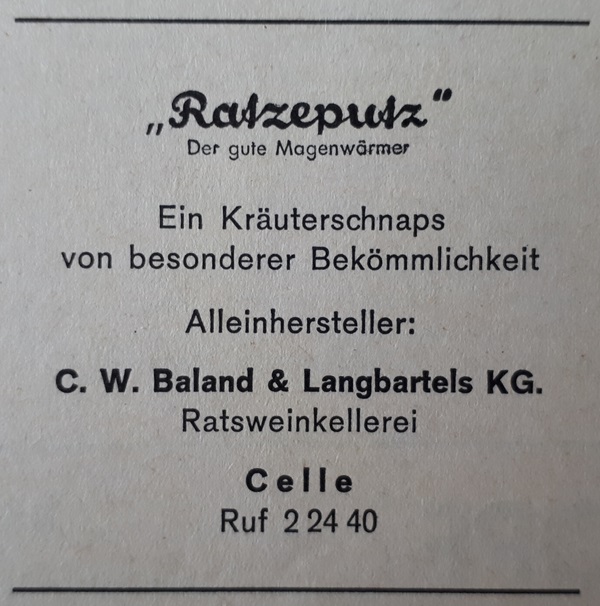 „Ratzeputz“
Der gute Magenwärmer
Ein Kräuterschnaps
von besonderer Bekömmlichkeit
Alleinhersteller:
C. W. Baland & Langbartels KG.
Ratsweinkellerei
Celle
Ruf 2 24 40